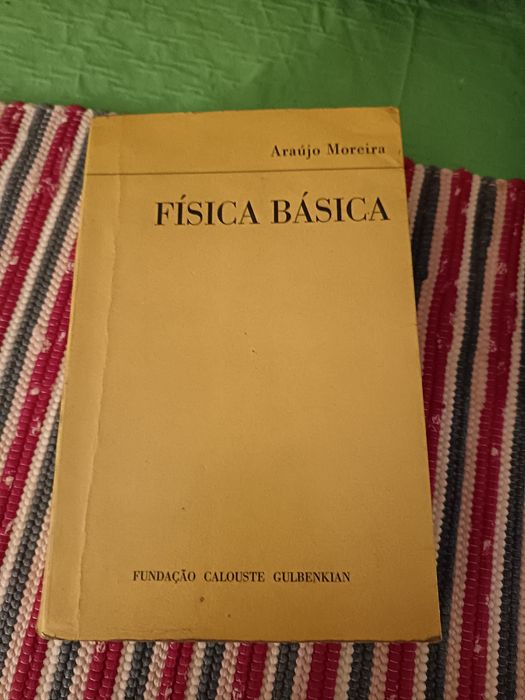 Araújo Moreira
FÍSICA BÁSICA
FUNDAÇÃO CALOUSTE GULBENKIAN